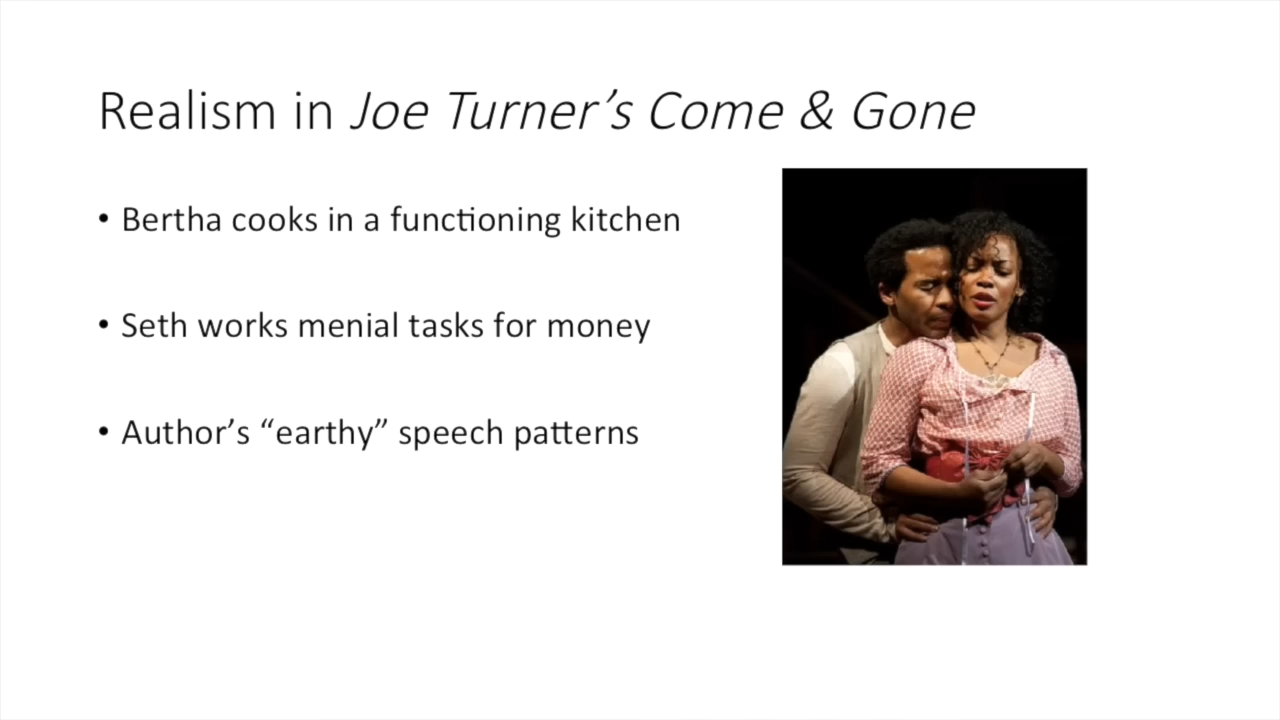 Realism in Joe Turner’s Come & Gone
• Bertha cooks in a functioning kitchen
• Seth works menial tasks for money
• Author’s “earthy” speech patterns